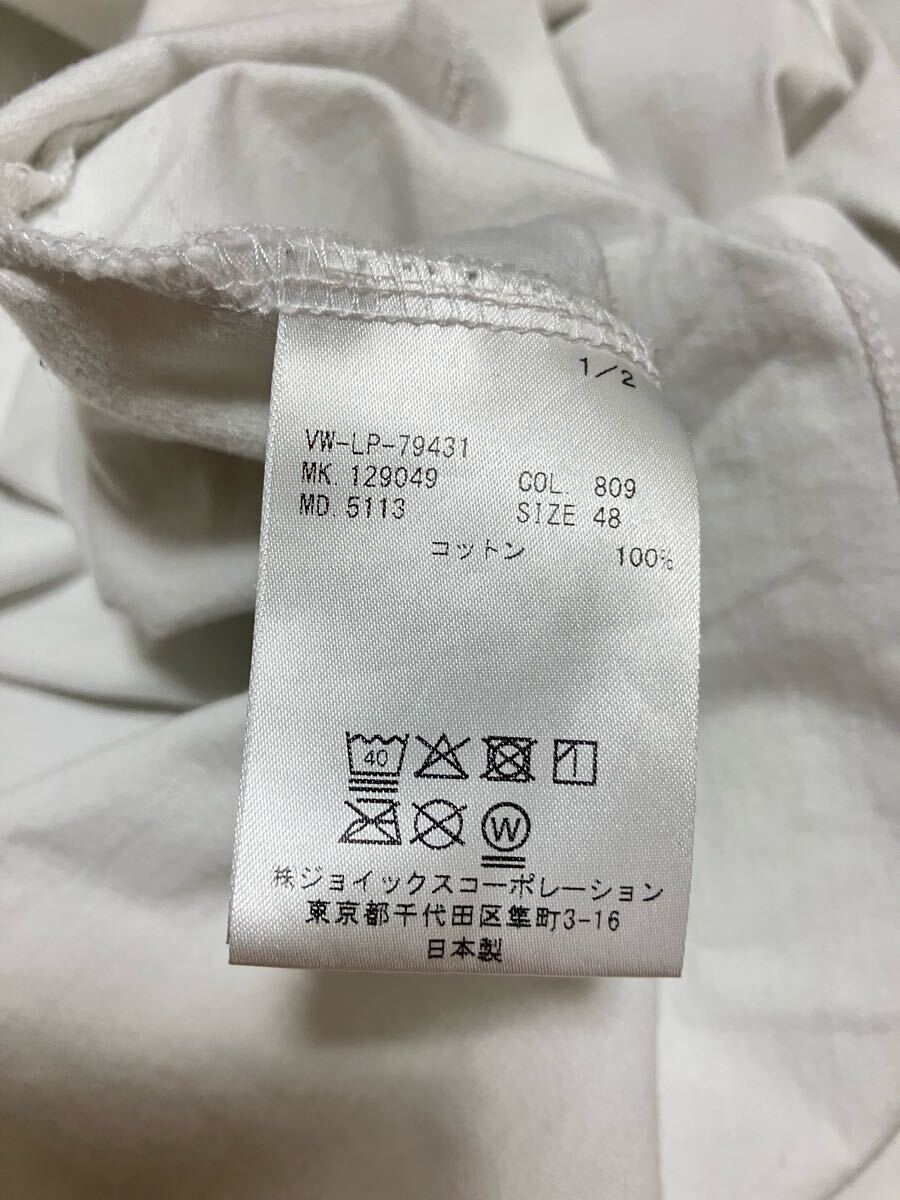 1/2
VW-LP-79431
MK. 129049 COL. 809
MD. 5113 SIZE 48
コットン 100%
40
W
株ジョイックスコーポレーション
東京都千代田区隼町3-16
日本製